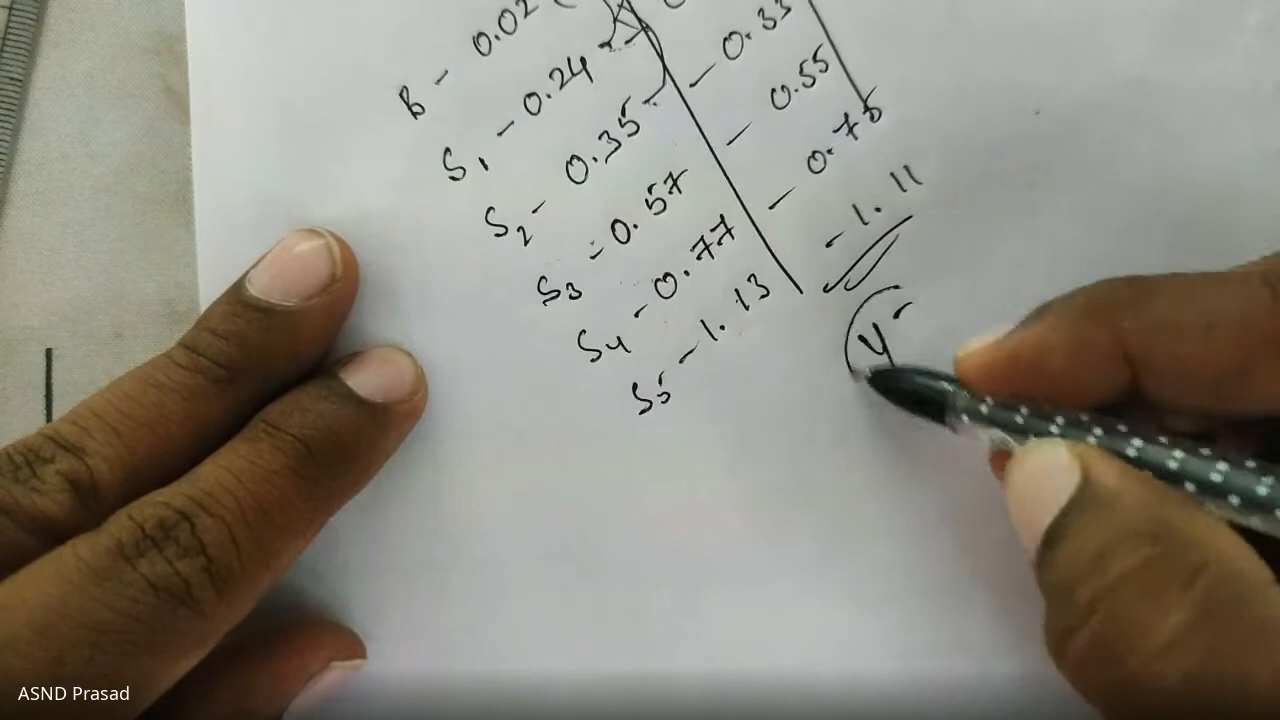 B - 0.02
S1 - 0.24
S2 - 0.35 - 0.33
S3 - 0.57 - 0.55
S4 - 0.77 - 0.75
S5 - 1.13 - 1.11
y -
ASND Prasad